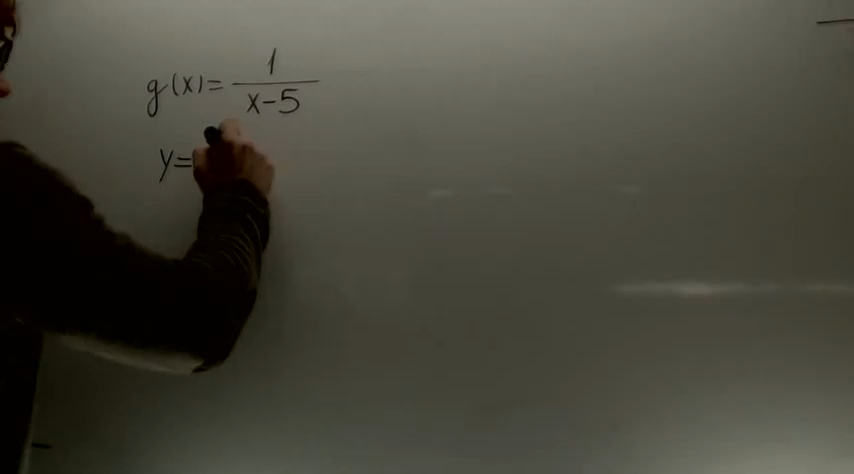 g(x) = 1/(x-5)
y =